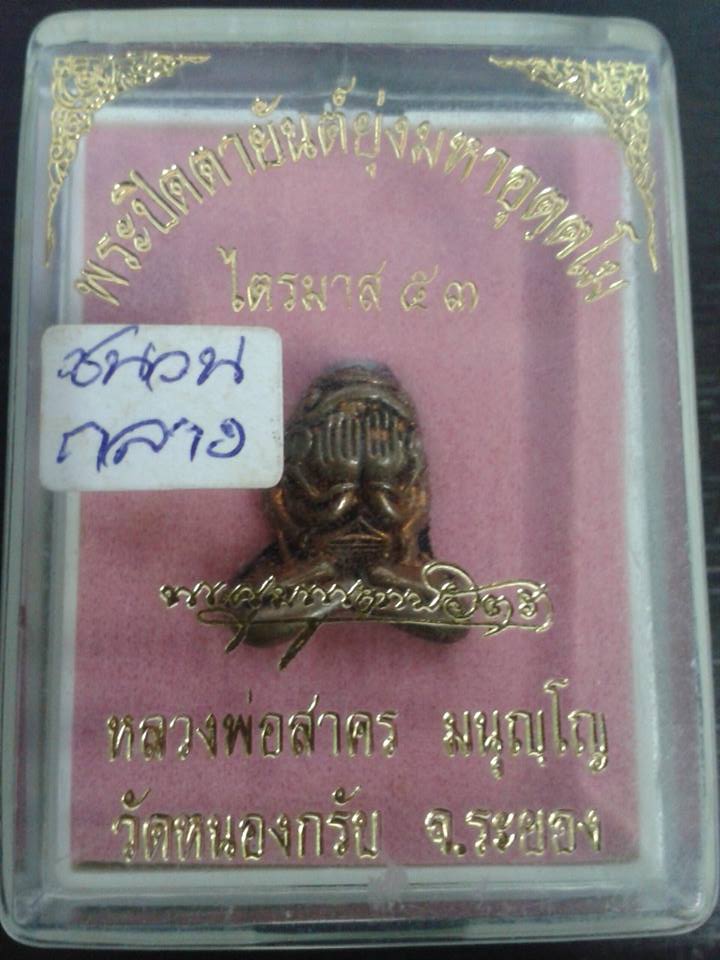 พระปิดตายันต์ยุ่งมหาอุตฺตโม
ไตรมาส ๕๓
ชนวน
กลาง
หลวงพ่อสาคร มนุญฺโญ
วัดหนองกรับ จ.ระยอง